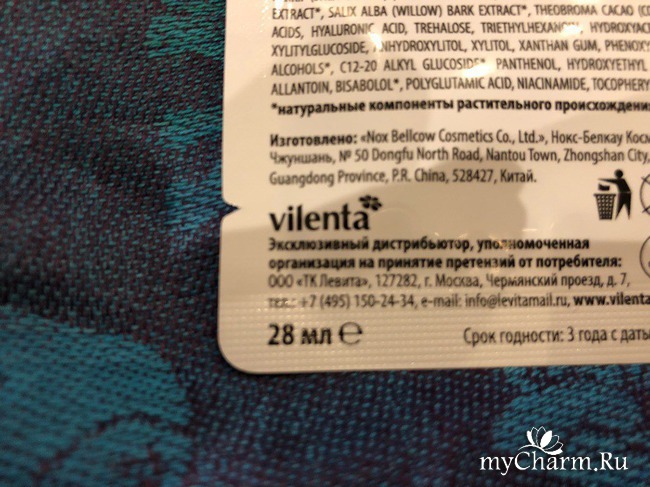 EXTRACT*, SALIX ALBA (WILLOW) BARK EXTRACT*, THEOBROMA CACAO (CO
ACIDS, HYALURONIC ACID, TREHALOSE, TRIETHYLHEXANOIN, HYDROXYAC
XYLITYLGLUCOSIDE, ANHYDROXYLITOL, XYLITOL, XANTHAN GUM, PHENOXY
ALCOHOLS*, C12-20 ALKYL GLUCOSIDE*, PANTHENOL, HYDROXYETHYL
ALLANTOIN, BISABOLOL*, POLYGLUTAMIC ACID, NIACINAMIDE, TOCOPHERY
*натуральные компоненты растительного происхождени
Изготовлено: «Nox Bellcow Cosmetics Co., Ltd.», Нокс-Белкау Косм
Чжуншань, № 50 Dongfu North Road, Nantou Town, Zhongshan City,
Guangdong Province, P.R. China, 528427, Китай.
vilenta
Эксклюзивный дистрибьютор, уполномоченная
организация на принятие претензий от потребителя:
ООО «ТК Левита», 127282, г. Москва, Чермянский проезд, д. 7,
тел.: +7 (495) 150-24-34, e-mail: info@levitamail.ru, www.vilenta
28 мл ℮
Срок годности: 3 года с даты
myCharm.Ru